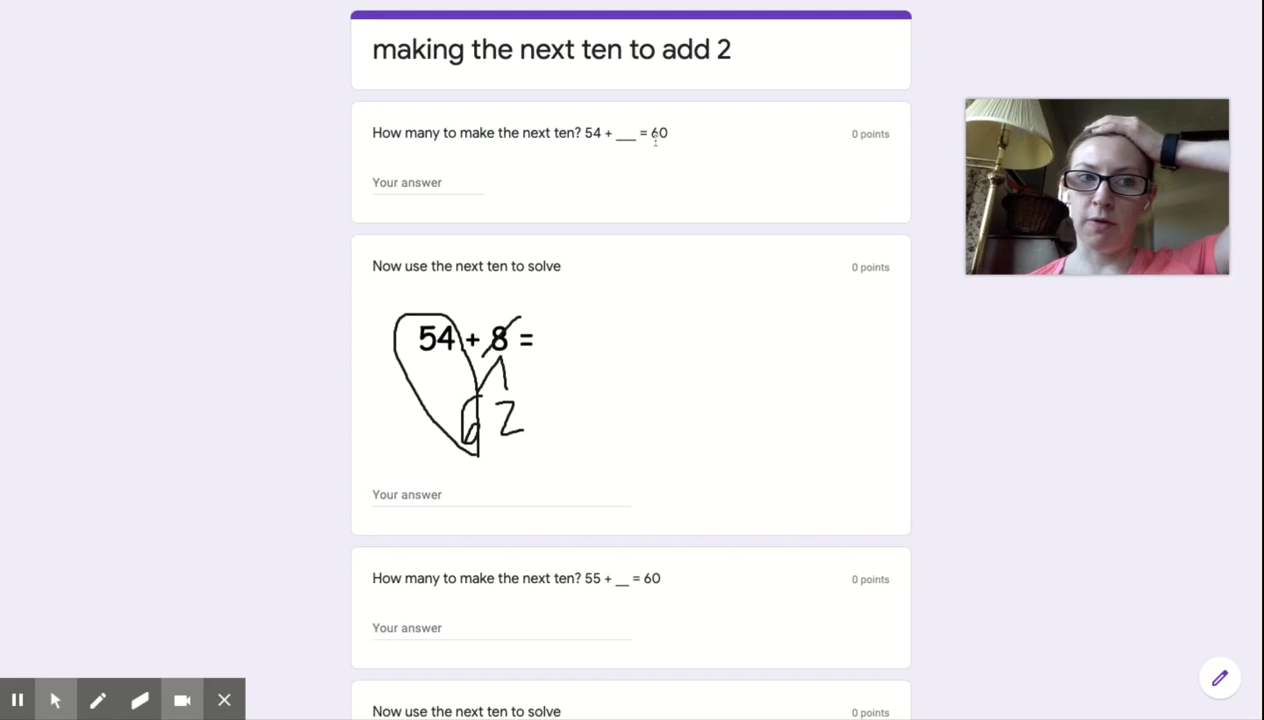 making the next ten to add 2
How many to make the next ten? 54 + __ = 60
0 points
Your answer
Now use the next ten to solve
0 points
54 + 8 =
6 2
Your answer
How many to make the next ten? 55 + __ = 60
0 points
Your answer
Now use the next ten to solve
0 points